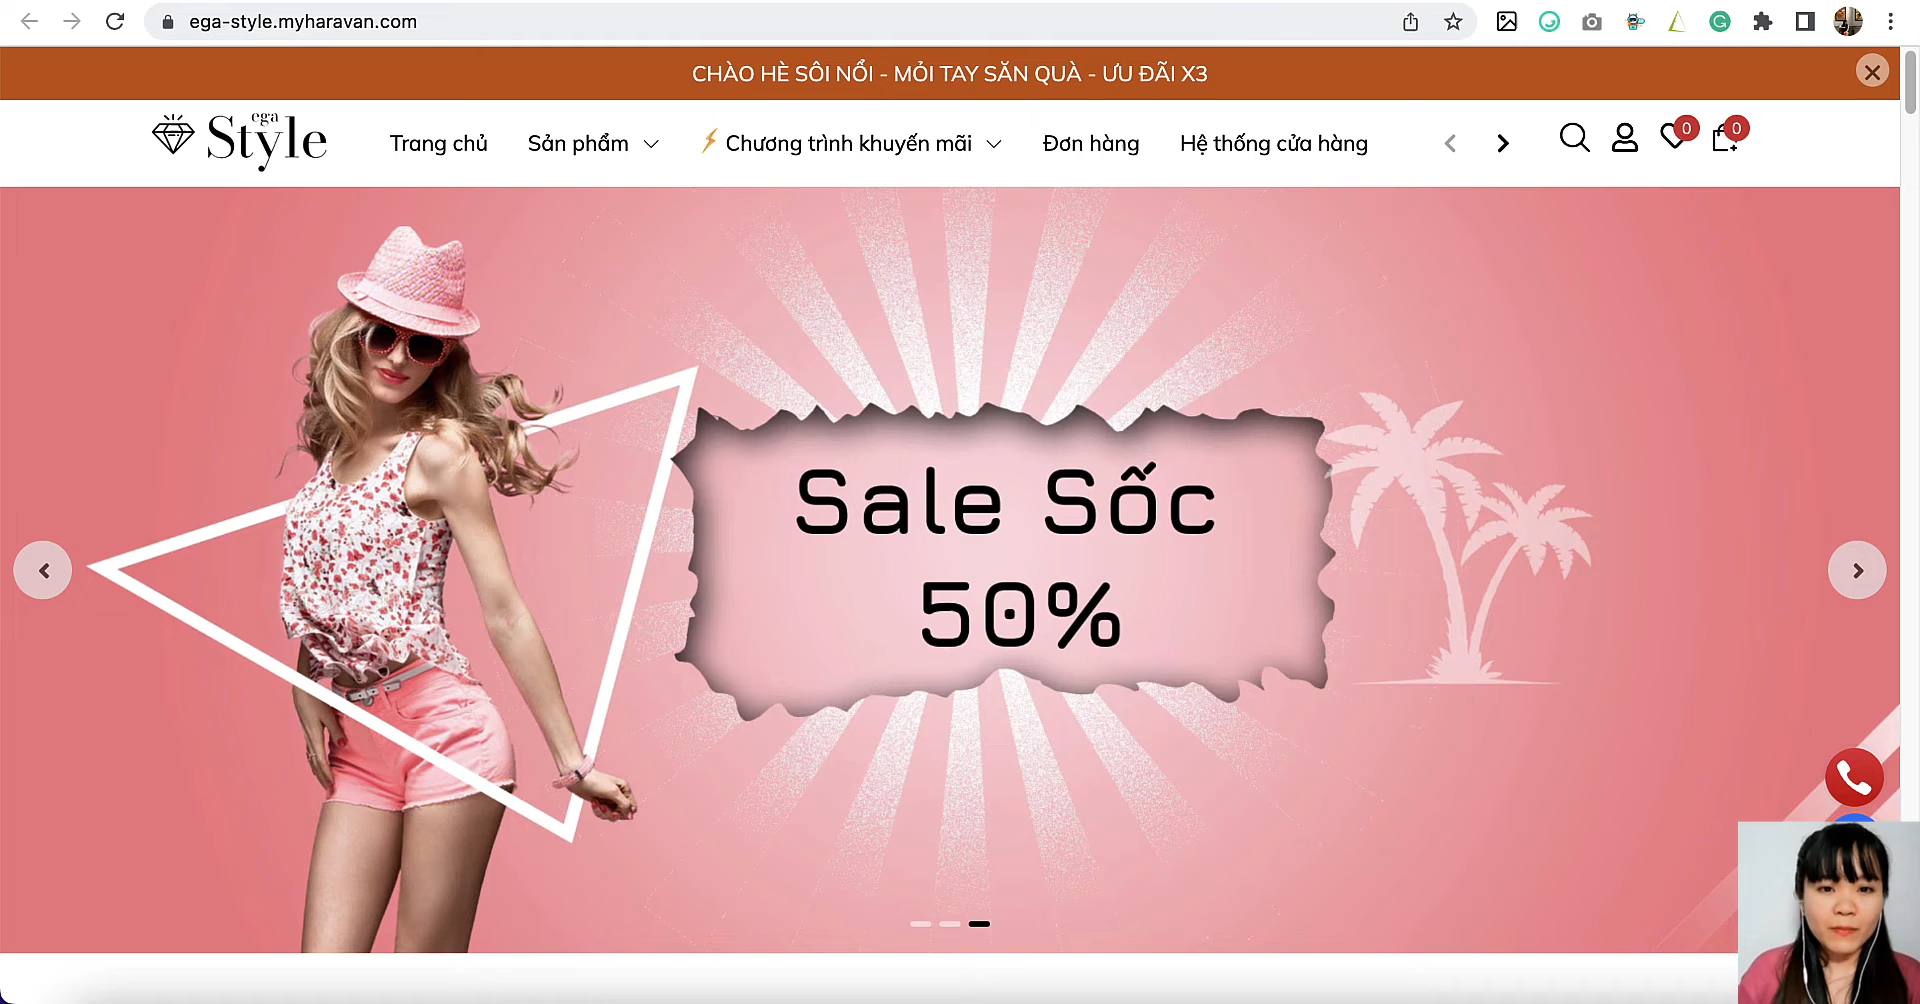 ega-style.myharavan.com
CHÀO HÈ SÔI NỔI - MỎI TAY SĂN QUÀ - ƯU ĐÃI X3
ega
Style
Trang chủ
Sản phẩm
Chương trình khuyến mãi
Đơn hàng
Hệ thống cửa hàng
0
0
Sale Sốc
50%